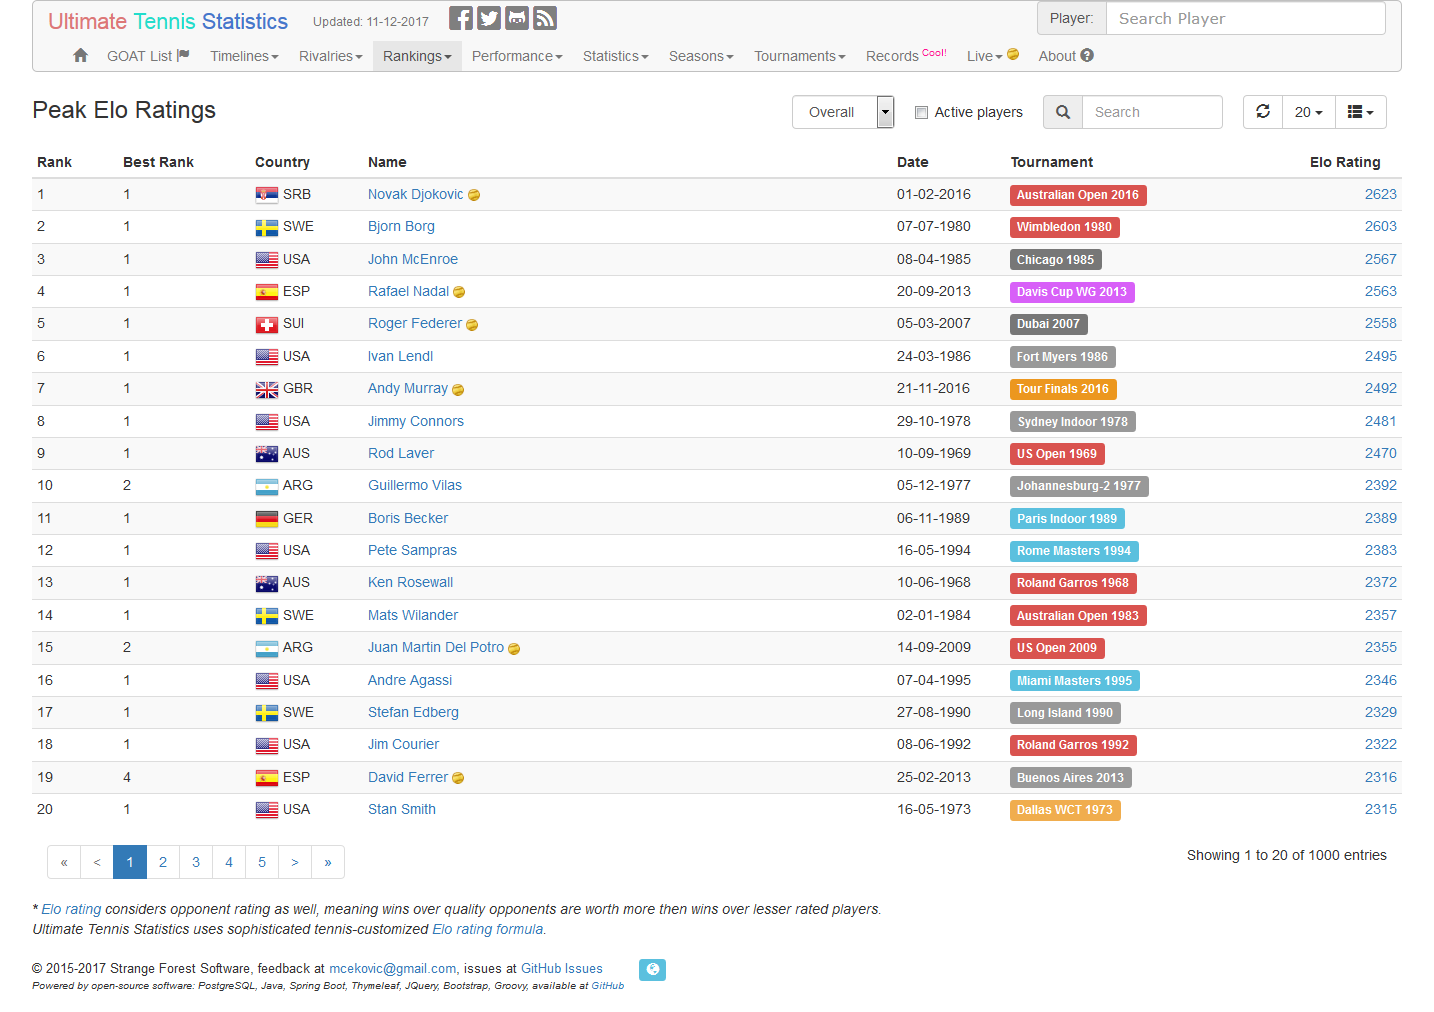 Ultimate Tennis Statistics Updated: 11-12-2017 Player: Search Player
GOAT List Timelines Rivalries Rankings Performance Statistics Seasons Tournaments Records Cool! Live About
Peak Elo Ratings Overall Active players Search 20
Rank Best Rank Country Name Date Tournament Elo Rating
1 1 SRB Novak Djokovic 01-02-2016 Australian Open 2016 2623
2 1 SWE Bjorn Borg 07-07-1980 Wimbledon 1980 2603
3 1 USA John McEnroe 08-04-1985 Chicago 1985 2567
4 1 ESP Rafael Nadal 20-09-2013 Davis Cup WG 2013 2563
5 1 SUI Roger Federer 05-03-2007 Dubai 2007 2558
6 1 USA Ivan Lendl 24-03-1986 Fort Myers 1986 2495
7 1 GBR Andy Murray 21-11-2016 Tour Finals 2016 2492
8 1 USA Jimmy Connors 29-10-1978 Sydney Indoor 1978 2481
9 1 AUS Rod Laver 10-09-1969 US Open 1969 2470
10 2 ARG Guillermo Vilas 05-12-1977 Johannesburg-2 1977 2392
11 1 GER Boris Becker 06-11-1989 Paris Indoor 1989 2389
12 1 USA Pete Sampras 16-05-1994 Rome Masters 1994 2383
13 1 AUS Ken Rosewall 10-06-1968 Roland Garros 1968 2372
14 1 SWE Mats Wilander 02-01-1984 Australian Open 1983 2357
15 2 ARG Juan Martin Del Potro 14-09-2009 US Open 2009 2355
16 1 USA Andre Agassi 07-04-1995 Miami Masters 1995 2346
17 1 SWE Stefan Edberg 27-08-1990 Long Island 1990 2329
18 1 USA Jim Courier 08-06-1992 Roland Garros 1992 2322
19 4 ESP David Ferrer 25-02-2013 Buenos Aires 2013 2316
20 1 USA Stan Smith 16-05-1973 Dallas WCT 1973 2315
« < 1 2 3 4 5 > » Showing 1 to 20 of 1000 entries
* Elo rating considers opponent rating as well, meaning wins over quality opponents are worth more then wins over lesser rated players.
Ultimate Tennis Statistics uses sophisticated tennis-customized Elo rating formula.
© 2015-2017 Strange Forest Software, feedback at mcekovic@gmail.com, issues at GitHub Issues
Powered by open-source software: PostgreSQL, Java, Spring Boot, Thymeleaf, JQuery, Bootstrap, Groovy, available at GitHub